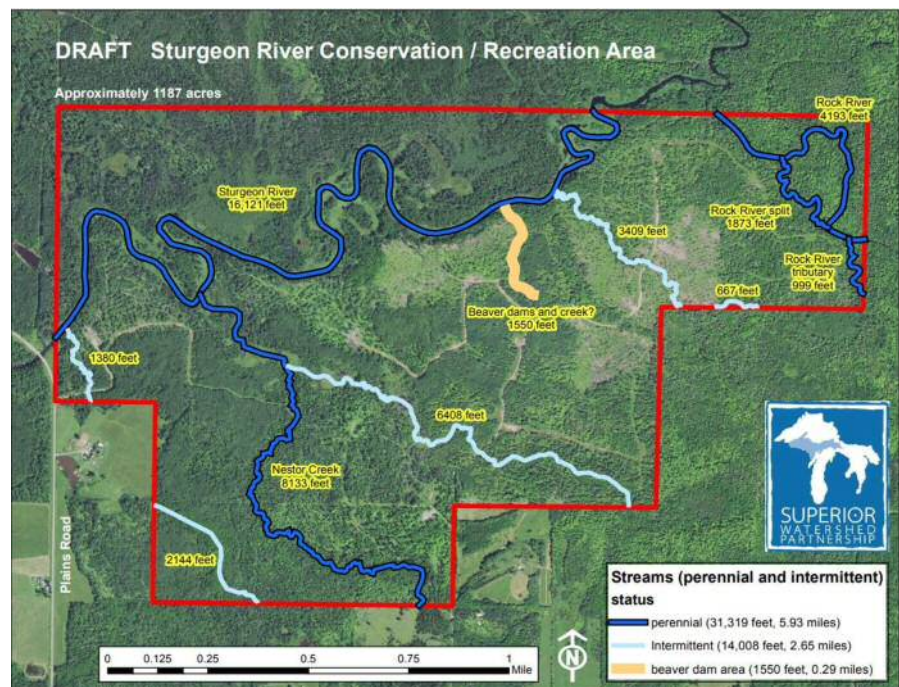 DRAFT Sturgeon River Conservation / Recreation Area
Approximately 1187 acres
Rock River
4193 feet
Sturgeon River
16,121 feet
Rock River split
1873 feet
3409 feet
Rock River
tributary
999 feet
667 feet
Beaver dams and creek?
1550 feet
1380 feet
6408 feet
Nestor Creek
8133 feet
2144 feet
Plains Road
SUPERIOR
WATERSHED
PARTNERSHIP
Streams (perennial and intermittent)
status
perennial (31,319 feet, 5.93 miles)
Intermittent (14,008 feet, 2.65 miles)
beaver dam area (1550 feet, 0.29 miles)
0 0.125 0.25 0.5 0.75 1
Mile
N